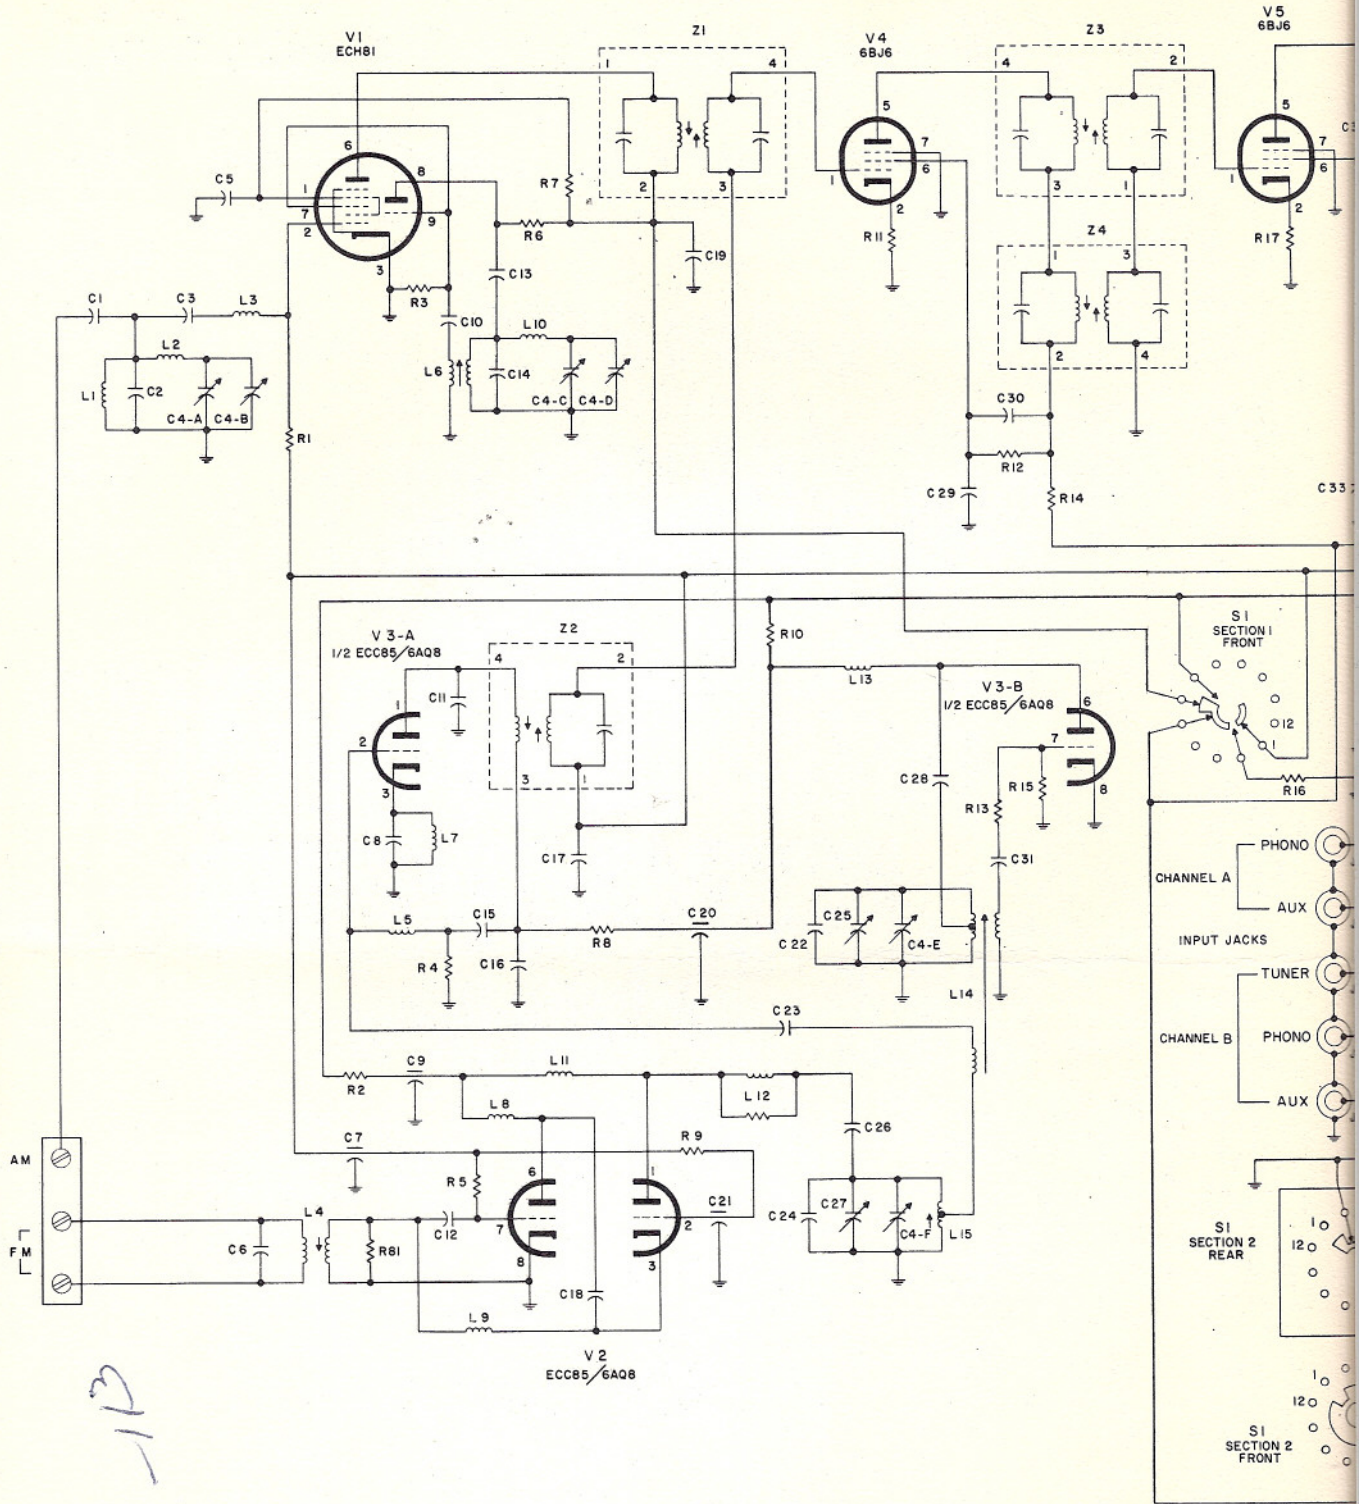 V1
ECH81
Z1
V4
6BJ6
Z3
V5
6BJ6
1
4
4
2
5
5
6
8
7
7
C5
1
R7
6
6
7
9
2
3
1
3
1
1
2
R6
2
2
3
R11
Z4
R17
C19
C13
1
3
R3
C1
C3
L3
C10
L10
L2
2
4
L6
C14
L1
C2
C4-A
C4-B
C4-C
C4-D
C30
R1
R12
C29
R14
C33
V3-A
1/2 ECC85/6AQ8
Z2
R10
S1
SECTION 1
FRONT
4
2
L13
V3-B
1/2 ECC85/6AQ8
C11
1
6
2
7
12
1
3
3
1
C28
R15
8
R16
R13
C8
L7
C17
C31
PHONO
CHANNEL A
AUX
L5
C15
C20
C25
C22
C4-E
R8
INPUT JACKS
R4
C16
TUNER
L14
C23
CHANNEL B
PHONO
C9
L11
R2
L12
AUX
L8
C26
C7
R9
AM
6
1
R5
L4
C21
C24
C27
C4-F
L15
S1
SECTION 2
REAR
1
12
7
2
C12
FM
C6
R81
8
3
C18
L9
V2
ECC85/6AQ8
1
12
S1
SECTION 2
FRONT